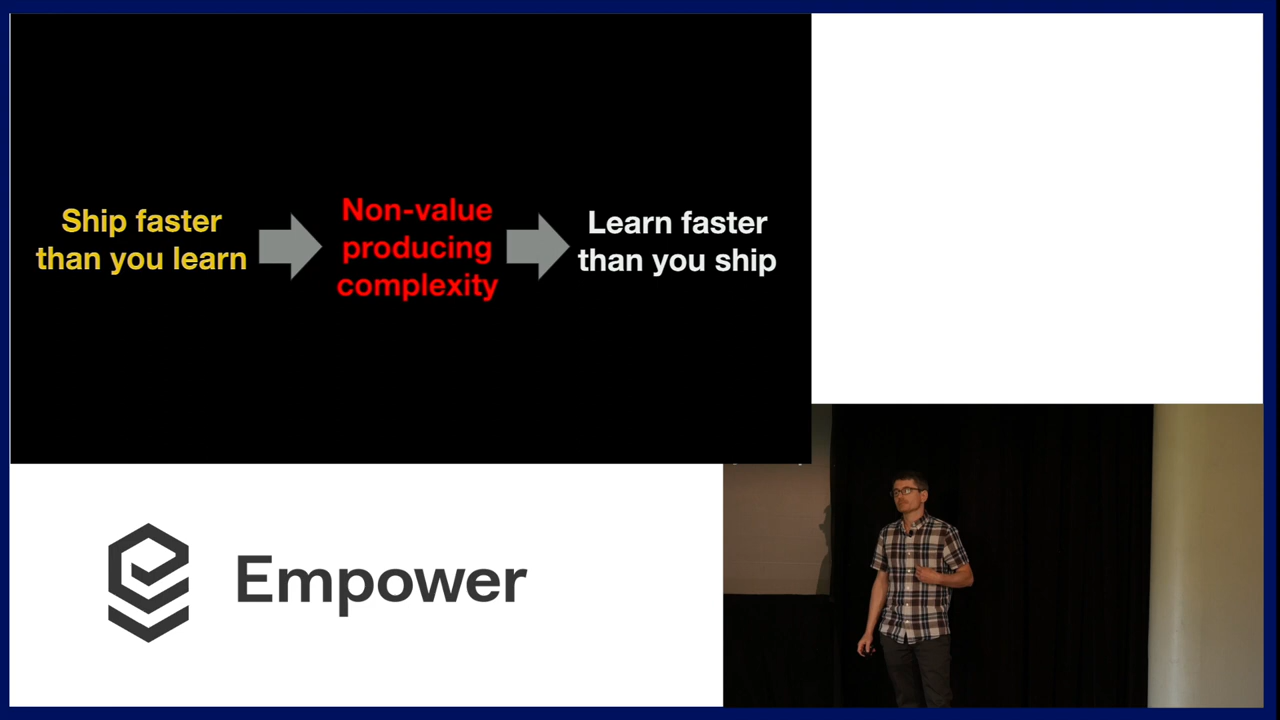 Ship faster
than you learn
Non-value
producing
complexity
Learn faster
than you ship
Empower